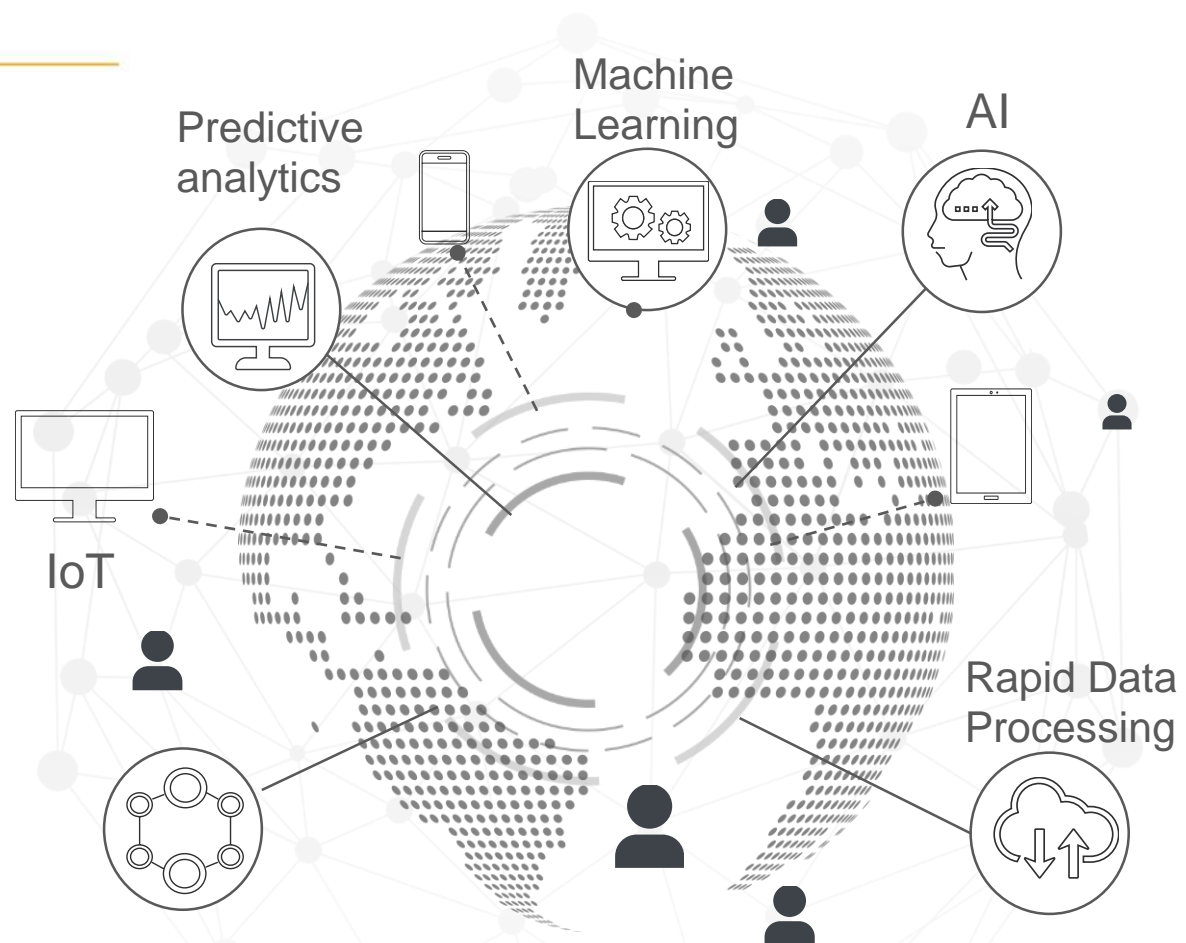 Machine
Learning
AI
Predictive
analytics
IoT
Rapid Data
Processing